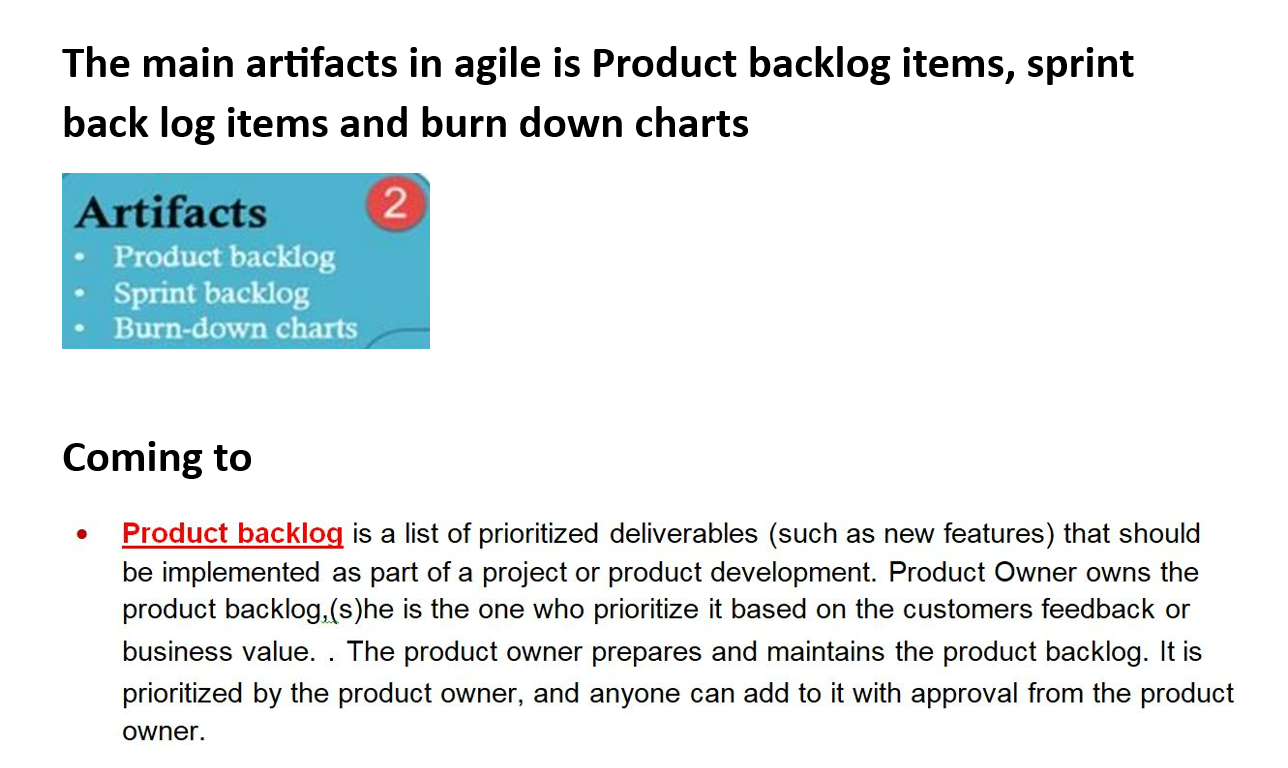 The main artifacts in agile is Product backlog items, sprint
back log items and burn down charts
Artifacts
2
• Product backlog
• Sprint backlog
• Burn-down charts
Coming to
• Product backlog is a list of prioritized deliverables (such as new features) that should
be implemented as part of a project or product development. Product Owner owns the
product backlog,(s)he is the one who prioritize it based on the customers feedback or
business value. . The product owner prepares and maintains the product backlog. It is
prioritized by the product owner, and anyone can add to it with approval from the product
owner.